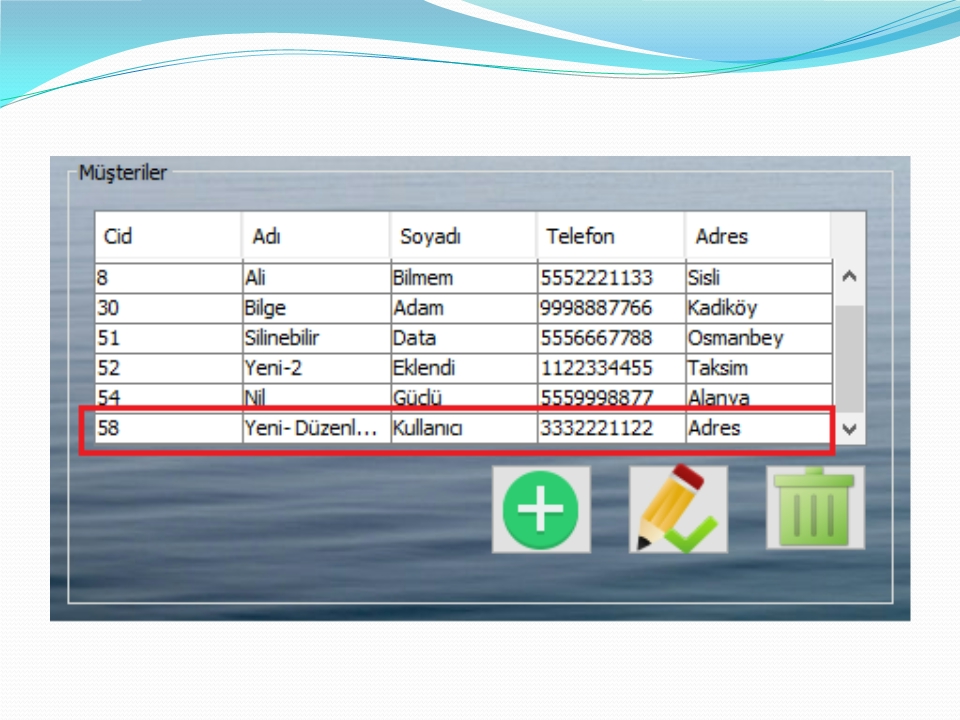 Müşteriler
Cid Adı Soyadı Telefon Adres
8 Ali Bilmem 5552221133 Sisli
30 Bilge Adam 9998887766 Kadiköy
51 Silinebilir Data 5556667788 Osmanbey
52 Yeni-2 Eklendi 1122334455 Taksim
54 Nil Güçlü 5559998877 Alanya
58 Yeni- Düzenl... Kullanıcı 3332221122 Adres